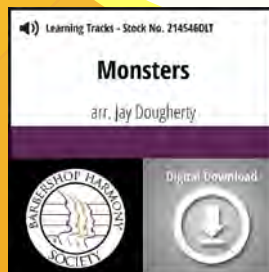 Learning Tracks - Stock No. 214546DLT
Monsters
arr. Jay Dougherty
BARBERSHOP HARMONY
SOCIETY
Digital Download